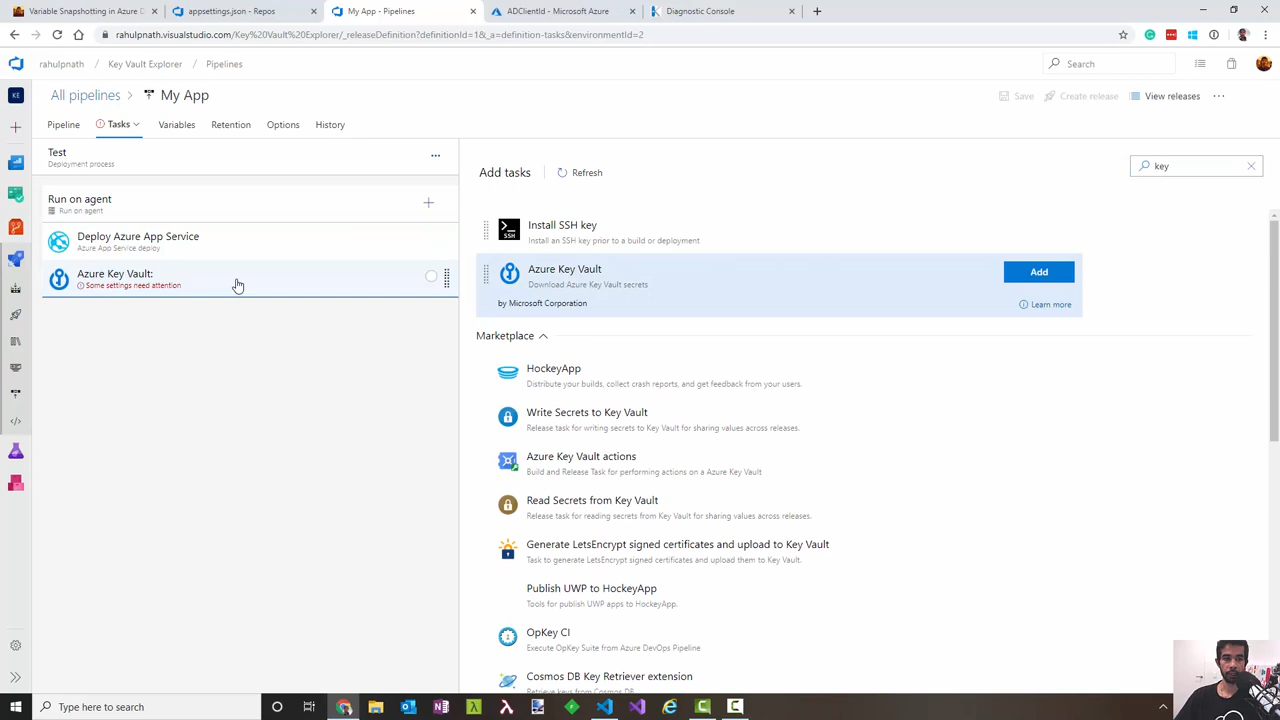 Variable Snapshotting in Azure D
appsettings.json - Repos
My App - Pipelines
ADClientId - Microsoft Azure
Diagnostic Console
rahulpnath.visualstudio.com/Key%20Vault%20Explorer/_releaseDefinition?definitionId=1&_a=definition-tasks&environmentId=2
rahulpnath
Key Vault Explorer
Pipelines
Search
KE
All pipelines
My App
Save
Create release
View releases
Pipeline
Tasks
Variables
Retention
Options
History
Test
Deployment process
Run on agent
Run on agent
Deploy Azure App Service
Azure App Service deploy
Azure Key Vault:
Some settings need attention
Add tasks
Refresh
key
Install SSH key
Install an SSH key prior to a build or deployment
Azure Key Vault
Download Azure Key Vault secrets
Add
by Microsoft Corporation
Learn more
Marketplace
HockeyApp
Distribute your builds, collect crash reports, and get feedback from your users.
Write Secrets to Key Vault
Release task for writing secrets to Key Vault for sharing values across releases.
Azure Key Vault actions
Build and Release Task for performing actions on a Azure Key Vault
Read Secrets from Key Vault
Release task for reading secrets from Key Vault for sharing values across releases.
Generate LetsEncrypt signed certificates and upload to Key Vault
Task to generate LetsEncrypt signed certificates and upload them to Key Vault.
Publish UWP to HockeyApp
Tools for publish UWP apps to HockeyApp.
OpKey CI
Execute OpKey Suite from Azure DevOps Pipeline
Cosmos DB Key Retriever extension
Retrieve keys from Cosmos DB
Type here to search